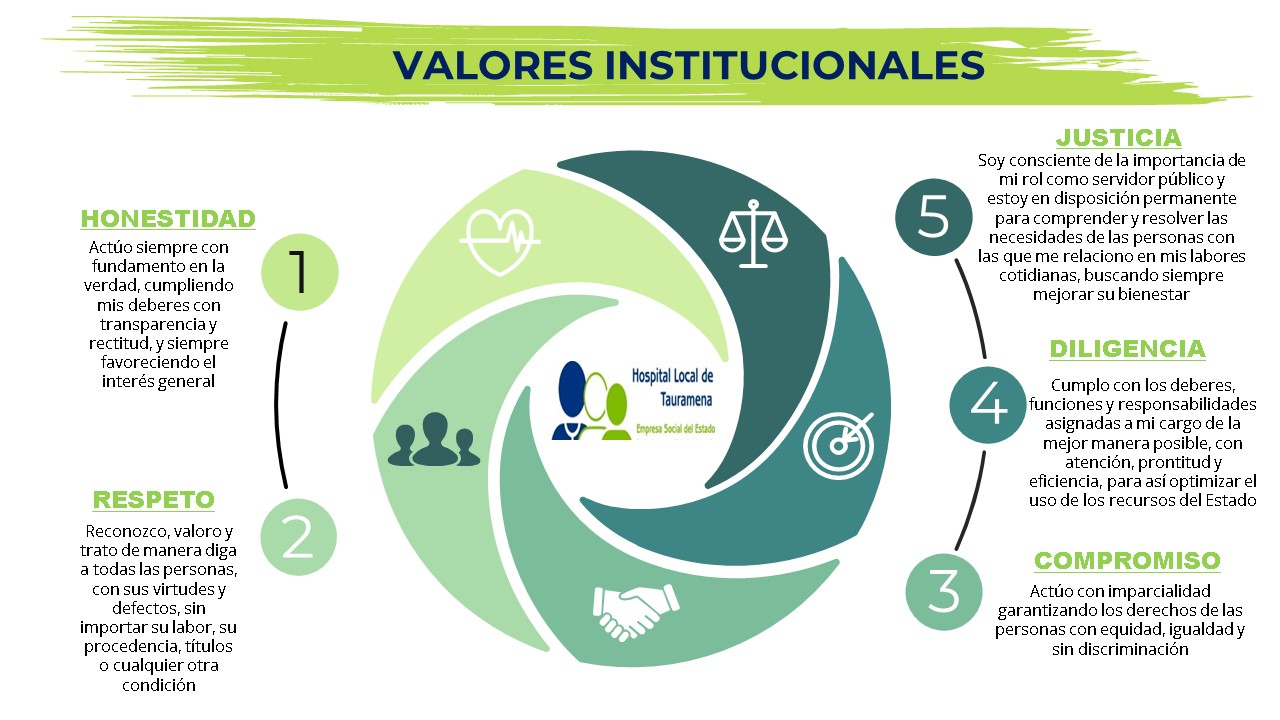 VALORES INSTITUCIONALES
HONESTIDAD
Actúo siempre con
fundamento en la
verdad, cumpliendo
mis deberes con
transparencia y
rectitud, y siempre
favoreciendo el
interés general
1
RESPETO
Reconozco, valoro y
trato de manera diga
a todas las personas,
con sus virtudes y
defectos, sin
importar su labor, su
procedencia, títulos
o cualquier otra
condición
2
Hospital Local de
Tauramena
Empresa Social del Estado
JUSTICIA
Soy consciente de la importancia de
mi rol como servidor público y
estoy en disposición permanente
para comprender y resolver las
necesidades de las personas con
las que me relaciono en mis labores
cotidianas, buscando siempre
mejorar su bienestar
5
DILIGENCIA
Cumplo con los deberes,
funciones y responsabilidades
asignadas a mi cargo de la
mejor manera posible, con
atención, prontitud y
eficiencia, para así optimizar el
uso de los recursos del Estado
4
COMPROMISO
Actúo con imparcialidad
garantizando los derechos de las
personas con equidad, igualdad y
sin discriminación
3